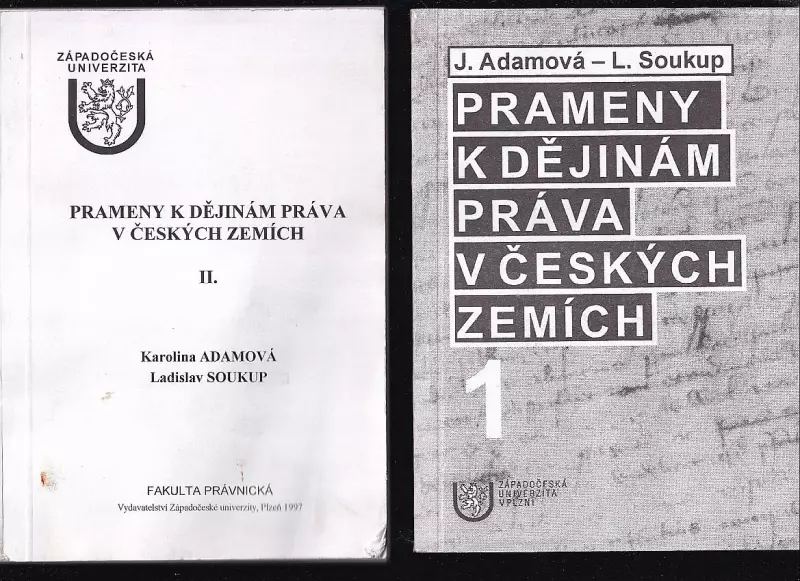 ZÁPADOČESKÁ
UNIVERZITA
PRAMENY K DĚJINÁM PRÁVA
V ČESKÝCH ZEMÍCH
II.
Karolina ADAMOVÁ
Ladislav SOUKUP
FAKULTA PRÁVNICKÁ
Vydavatelství Západočeské univerzity, Plzeň 1997
J. Adamová – L. Soukup
PRAMENY
K DĚJINÁM
PRÁVA
V ČESKÝCH
ZEMÍCH
1
ZÁPADOČESKÁ
UNIVERZITA
V PLZNI